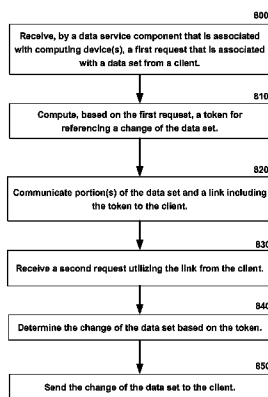 800
Receive, by a data service component that is associated
with computing device(s), a first request that is associated
with a data set from a client.
810
Compute, based on the first request, a token for
referencing a change of the data set.
820
Communicate portion(s) of the data set and a link including
the token to the client.
830
Receive a second request utilizing the link from the client.
840
Determine the change of the data set based on the token.
850
Send the change of the data set to the client.